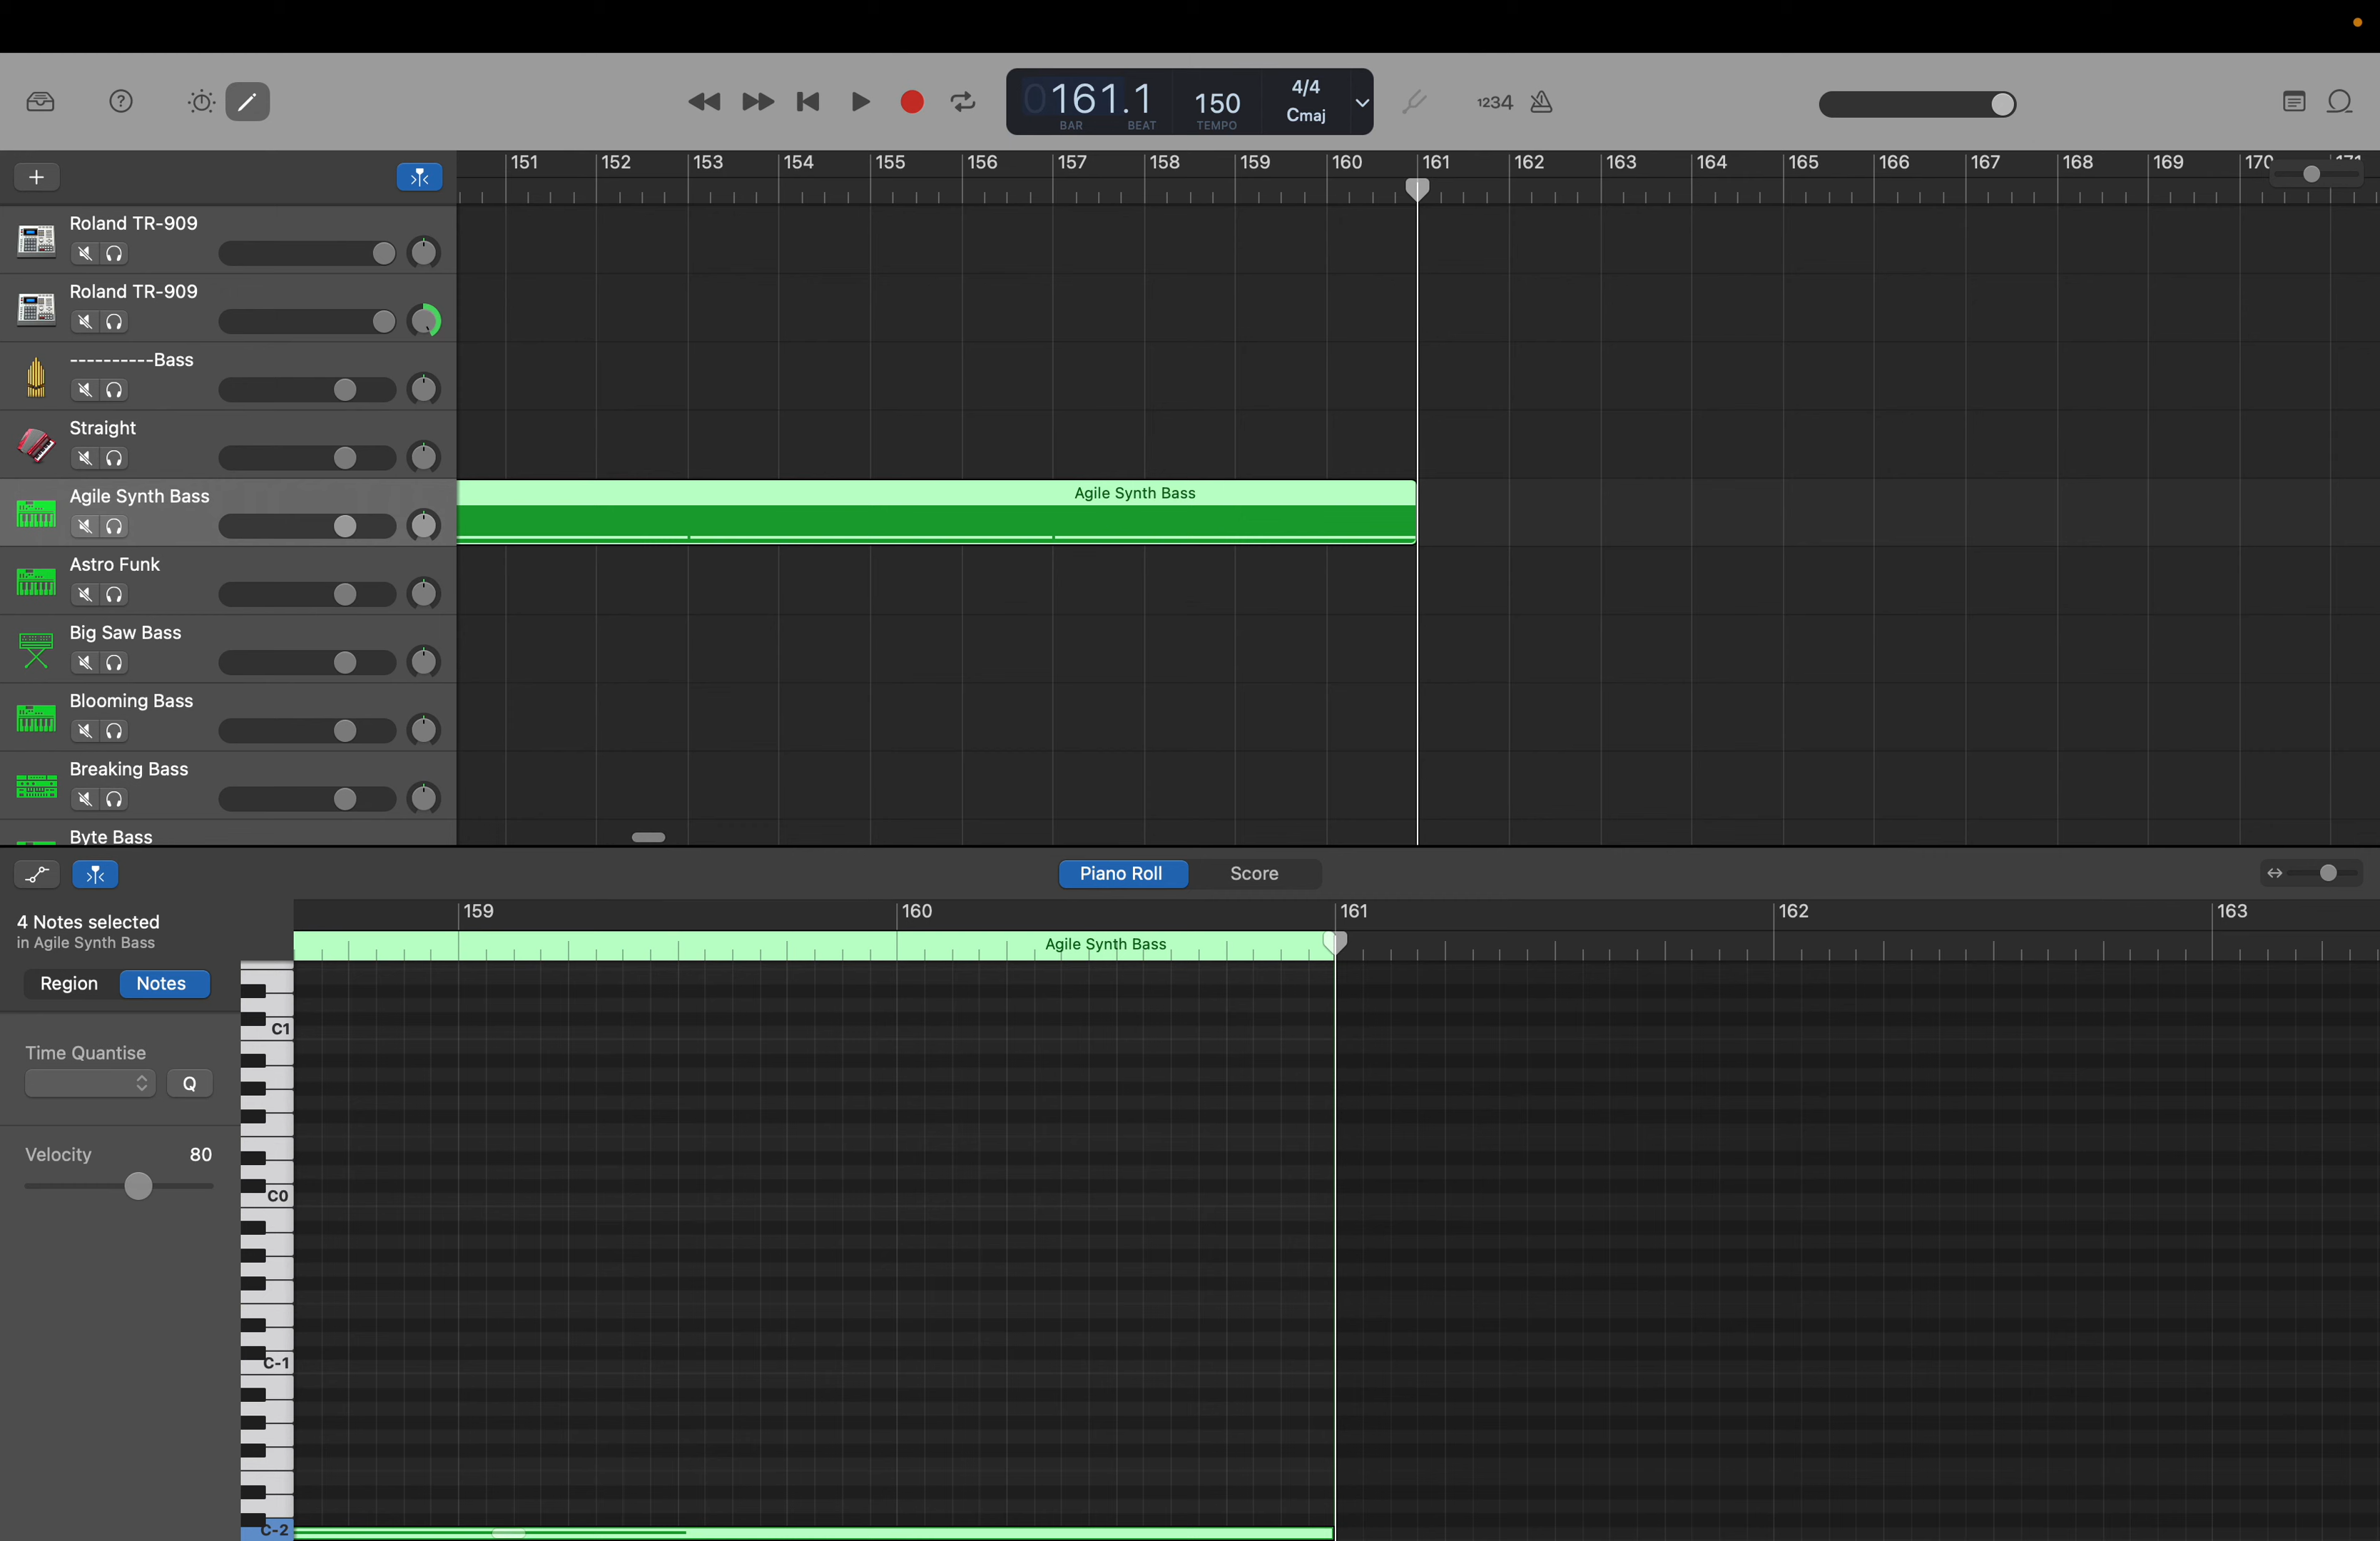 0161.1
BAR
BEAT
150
TEMPO
4/4
Cmaj
1234
151 152 153 154 155 156 157 158 159 160 161 162 163 164 165 166 167 168 169
Roland TR-909
Roland TR-909
----------Bass
Straight
Agile Synth Bass
Agile Synth Bass
Astro Funk
Big Saw Bass
Blooming Bass
Breaking Bass
Byte Bass
Piano Roll
Score
159 160 161 162 163
4 Notes selected
in Agile Synth Bass
Agile Synth Bass
Region
Notes
C1
Time Quantise
Q
Velocity 80
C0
C-1
C-2